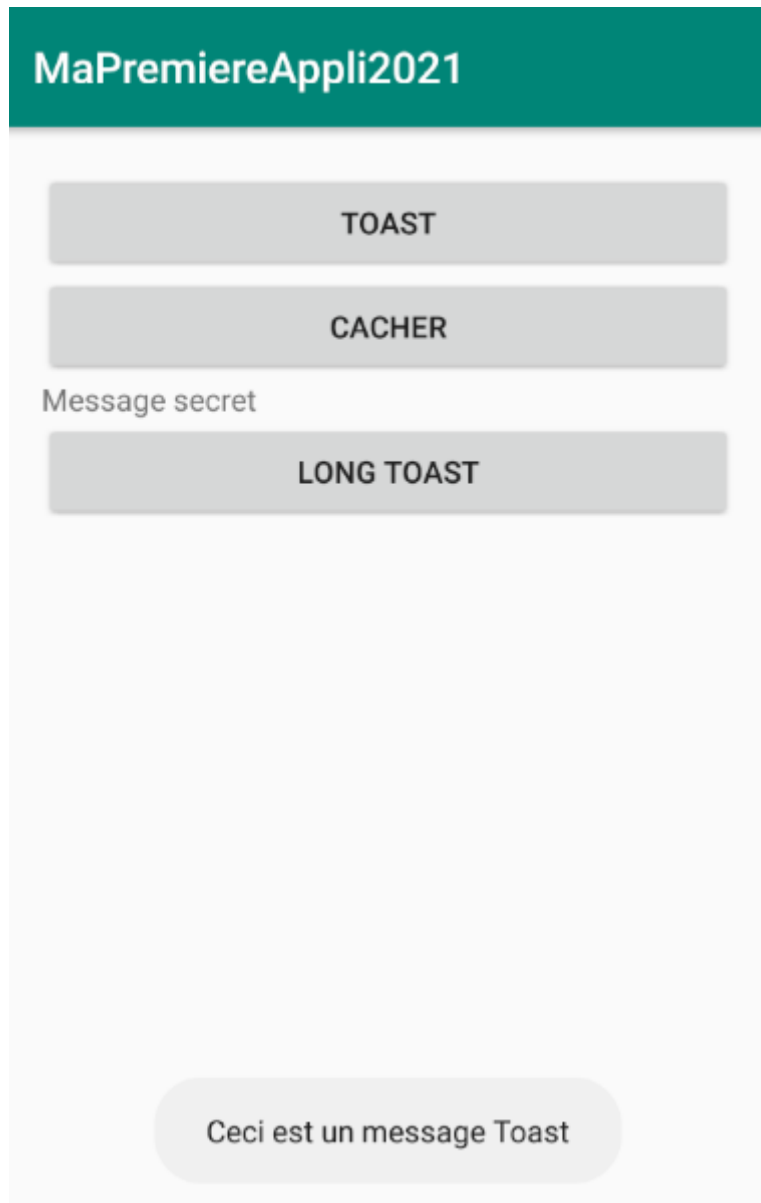 MaPremiereAppli2021
TOAST
CACHER
Message secret
LONG TOAST
Ceci est un message Toast